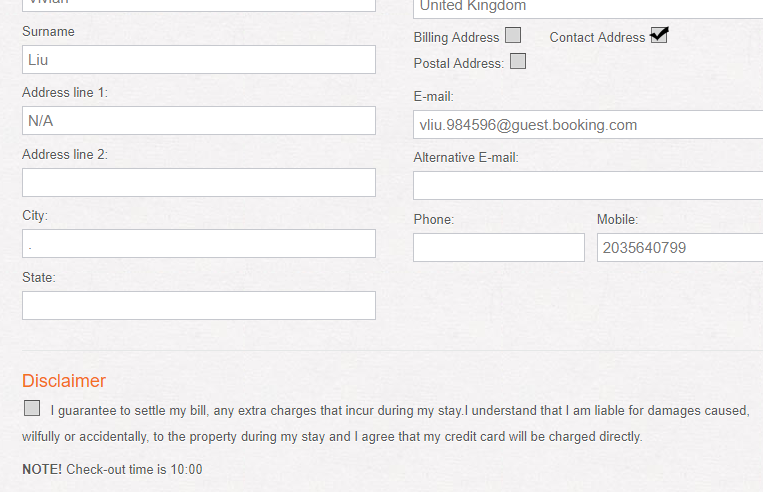 Vivian
United Kingdom
Surname
Billing Address
Contact Address
Liu
Postal Address:
Address line 1:
E-mail:
N/A
vliu.984596@guest.booking.com
Address line 2:
Alternative E-mail:
City:
Phone:
Mobile:
.
2035640799
State:
Disclaimer
I guarantee to settle my bill, any extra charges that incur during my stay.I understand that I am liable for damages caused,
wilfully or accidentally, to the property during my stay and I agree that my credit card will be charged directly.
NOTE! Check-out time is 10:00